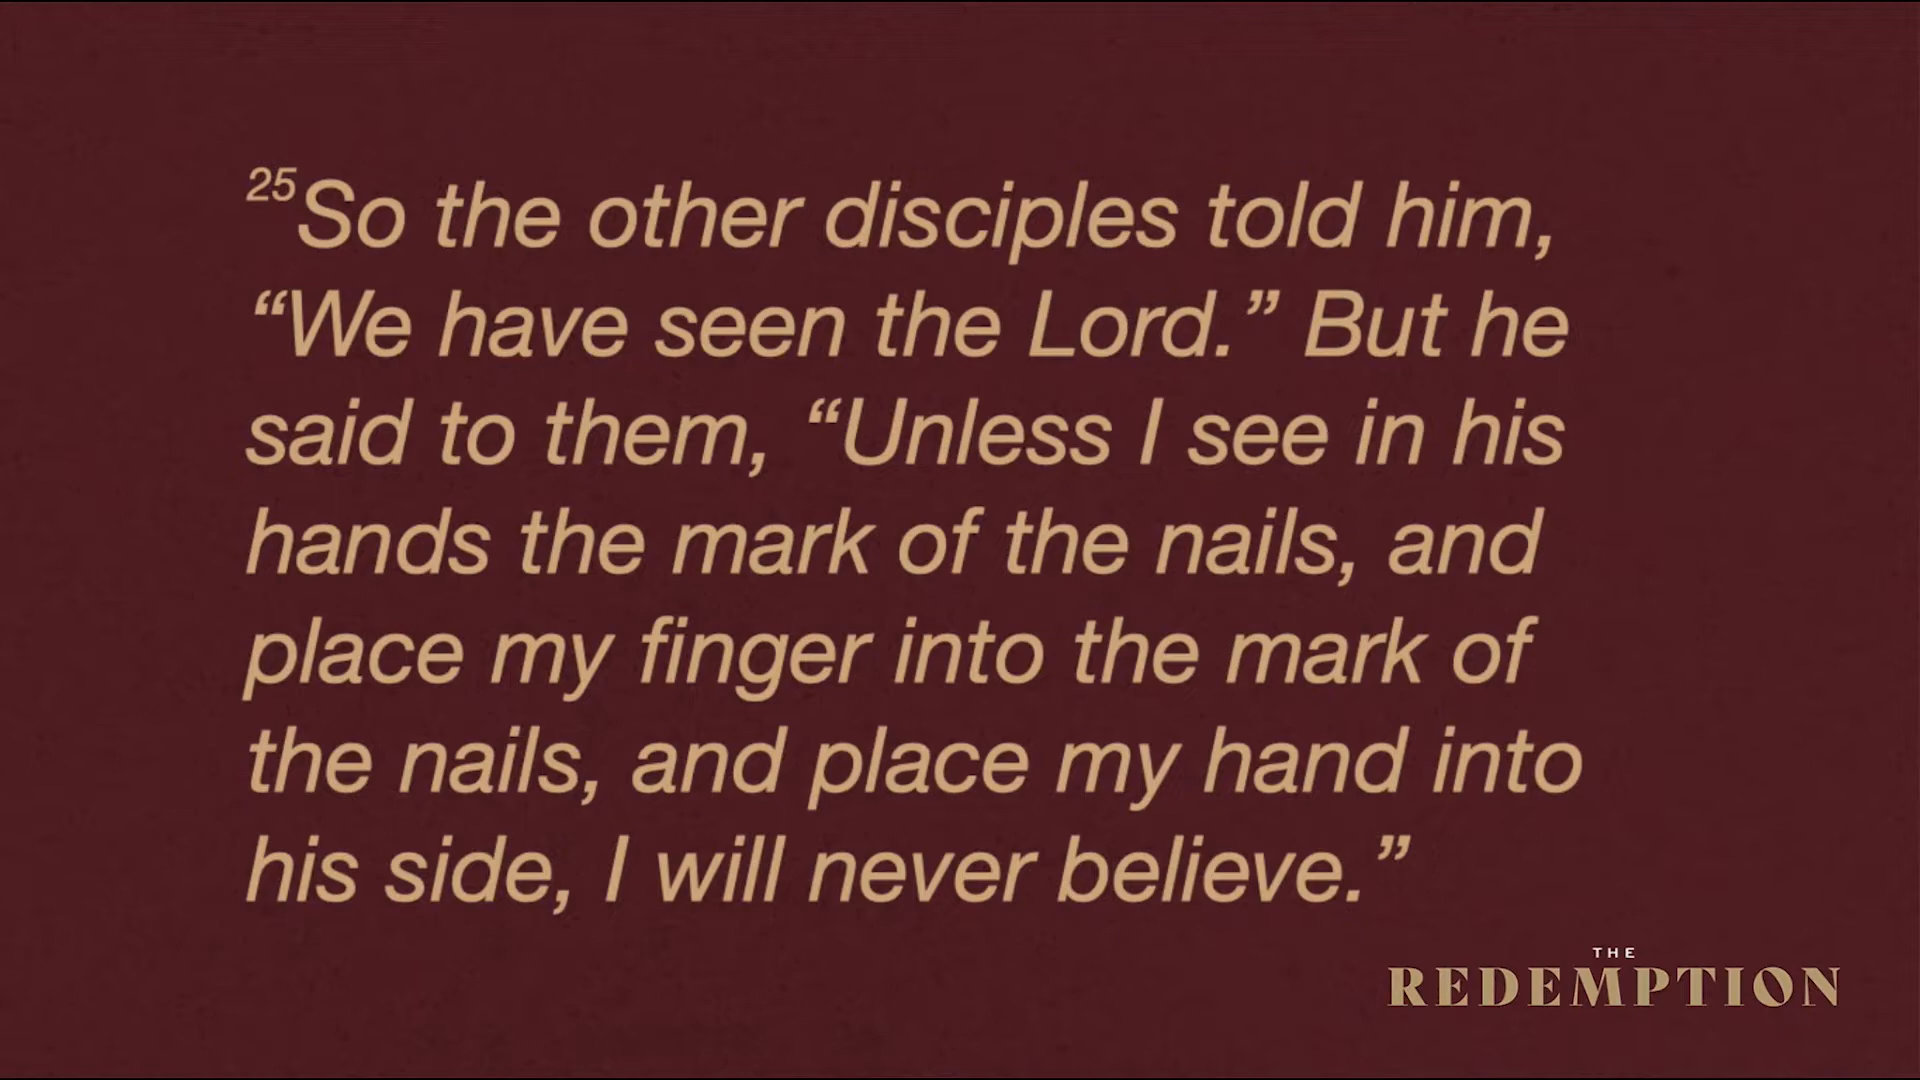 25So the other disciples told him,
“We have seen the Lord.” But he
said to them, “Unless I see in his
hands the mark of the nails, and
place my finger into the mark of
the nails, and place my hand into
his side, I will never believe.”
THE
REDEMPTION